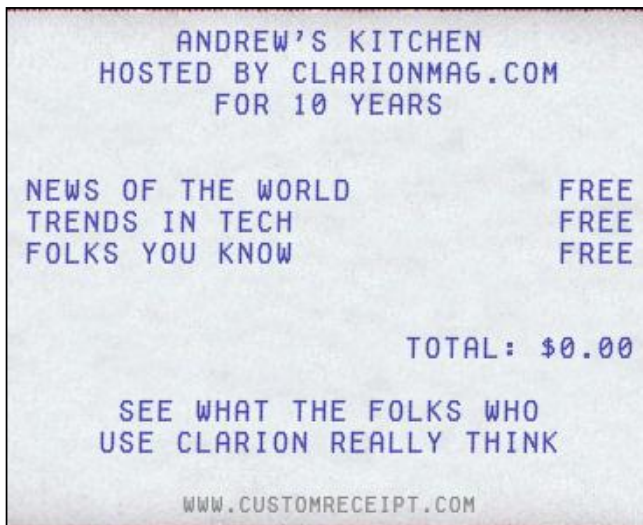 ANDREW'S KITCHEN
HOSTED BY CLARIONMAG.COM
FOR 10 YEARS
NEWS OF THE WORLD FREE
TRENDS IN TECH FREE
FOLKS YOU KNOW FREE
TOTAL: $0.00
SEE WHAT THE FOLKS WHO
USE CLARION REALLY THINK
WWW.CUSTOMRECEIPT.COM